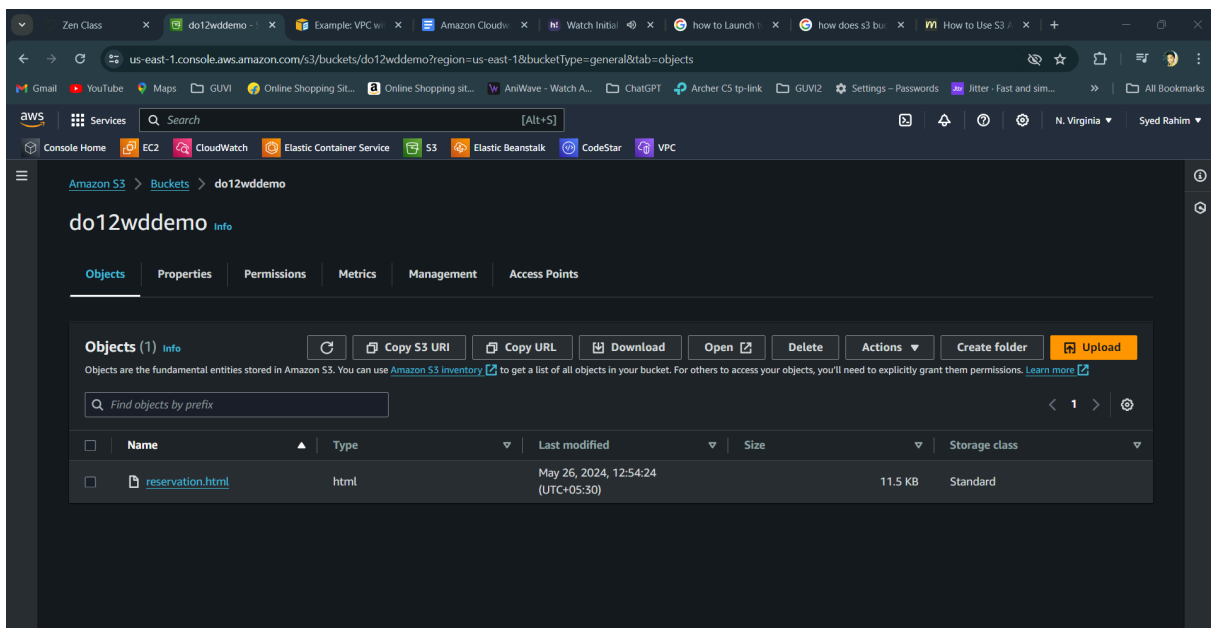 Zen Class do12wddemo - S Example: VPC wi Amazon Cloudw Watch Initial how to Launch how does s3 buc How to Use S3
us-east-1.console.aws.amazon.com/s3/buckets/do12wddemo?region=us-east-1&bucketType=general&tab=objects
Gmail YouTube Maps GUVI Online Shopping Sit... Online Shopping sit... AniWave - Watch A... ChatGPT Archer C5 tp-link GUVI2 Settings – Passwords Jitter · Fast and sim... » All Bookmarks
aws Services Search [Alt+S] N. Virginia Syed Rahim
Console Home EC2 CloudWatch Elastic Container Service S3 Elastic Beanstalk CodeStar VPC
Amazon S3 > Buckets > do12wddemo
do12wddemo Info
Objects Properties Permissions Metrics Management Access Points
Objects (1) Info Copy S3 URI Copy URL Download Open Delete Actions Create folder Upload
Objects are the fundamental entities stored in Amazon S3. You can use Amazon S3 inventory to get a list of all objects in your bucket. For others to access your objects, you'll need to explicitly grant them permissions. Learn more
Find objects by prefix < 1 >
Name Type Last modified Size Storage class
reservation.html html May 26, 2024, 12:54:24 (UTC+05:30) 11.5 KB Standard